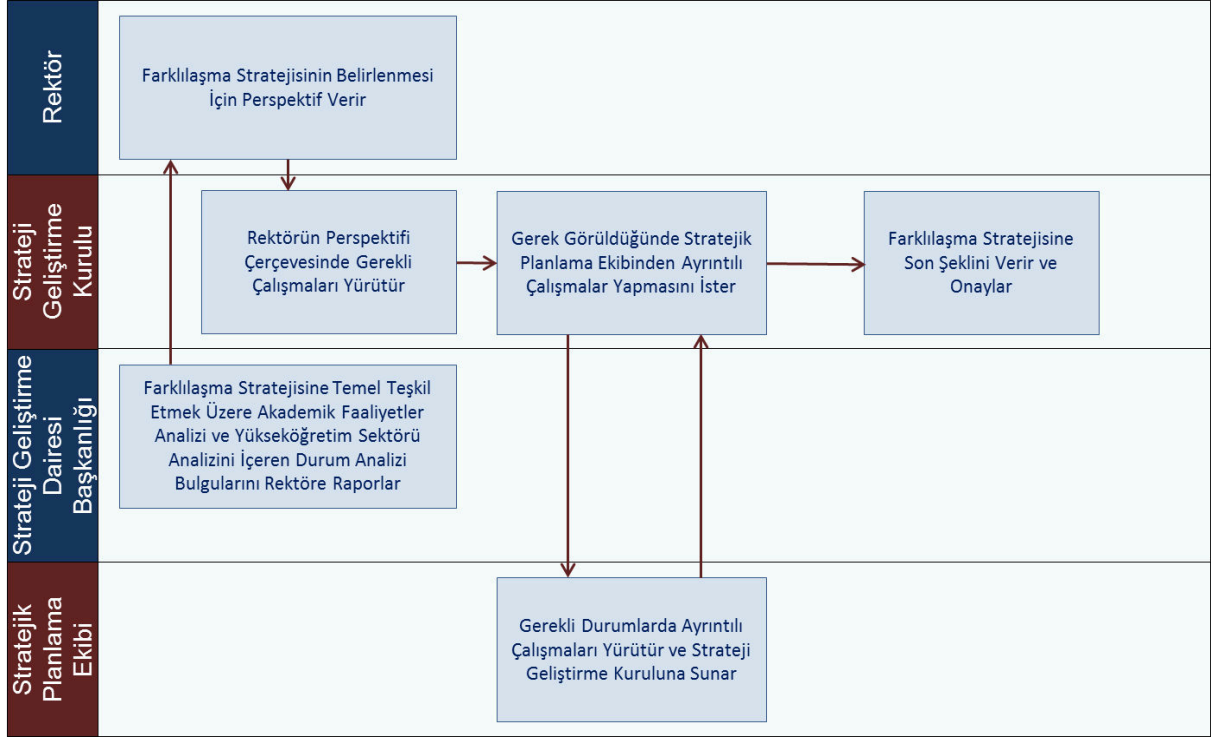 Rektör
Farklılaşma Stratejisinin Belirlenmesi
İçin Perspektif Verir
Strateji
Geliştirme
Kurulu
Rektörün Perspektifi
Çerçevesinde Gerekli
Çalışmaları Yürütür
Gerek Görüldüğünde Stratejik
Planlama Ekibinden Ayrıntılı
Çalışmalar Yapmasını İster
Farklılaşma Stratejisine
Son Şeklini Verir ve
Onaylar
Strateji Geliştirme
Dairesi
Başkanlığı
Farklılaşma Stratejisine Temel Teşkil
Etmek Üzere Akademik Faaliyetler
Analizi ve Yükseköğretim Sektörü
Analizini İçeren Durum Analizi
Bulgularını Rektöre Raporlar
Stratejik
Planlama
Ekibi
Gerekli Durumlarda Ayrıntılı
Çalışmaları Yürütür ve Strateji
Geliştirme Kuruluna Sunar